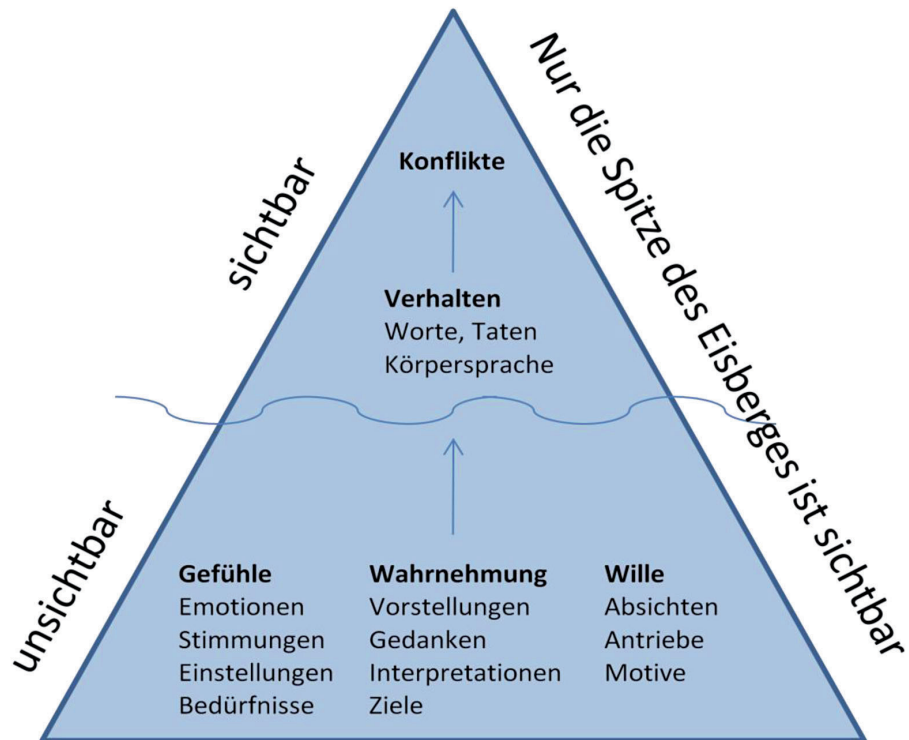 Nur die Spitze des Eisberges ist sichtbar
sichtbar
Konflikte
Verhalten
Worte, Taten
Körpersprache
unsichtbar
Gefühle
Emotionen
Stimmungen
Einstellungen
Bedürfnisse
Wahrnehmung
Vorstellungen
Gedanken
Interpretationen
Ziele
Wille
Absichten
Antriebe
Motive